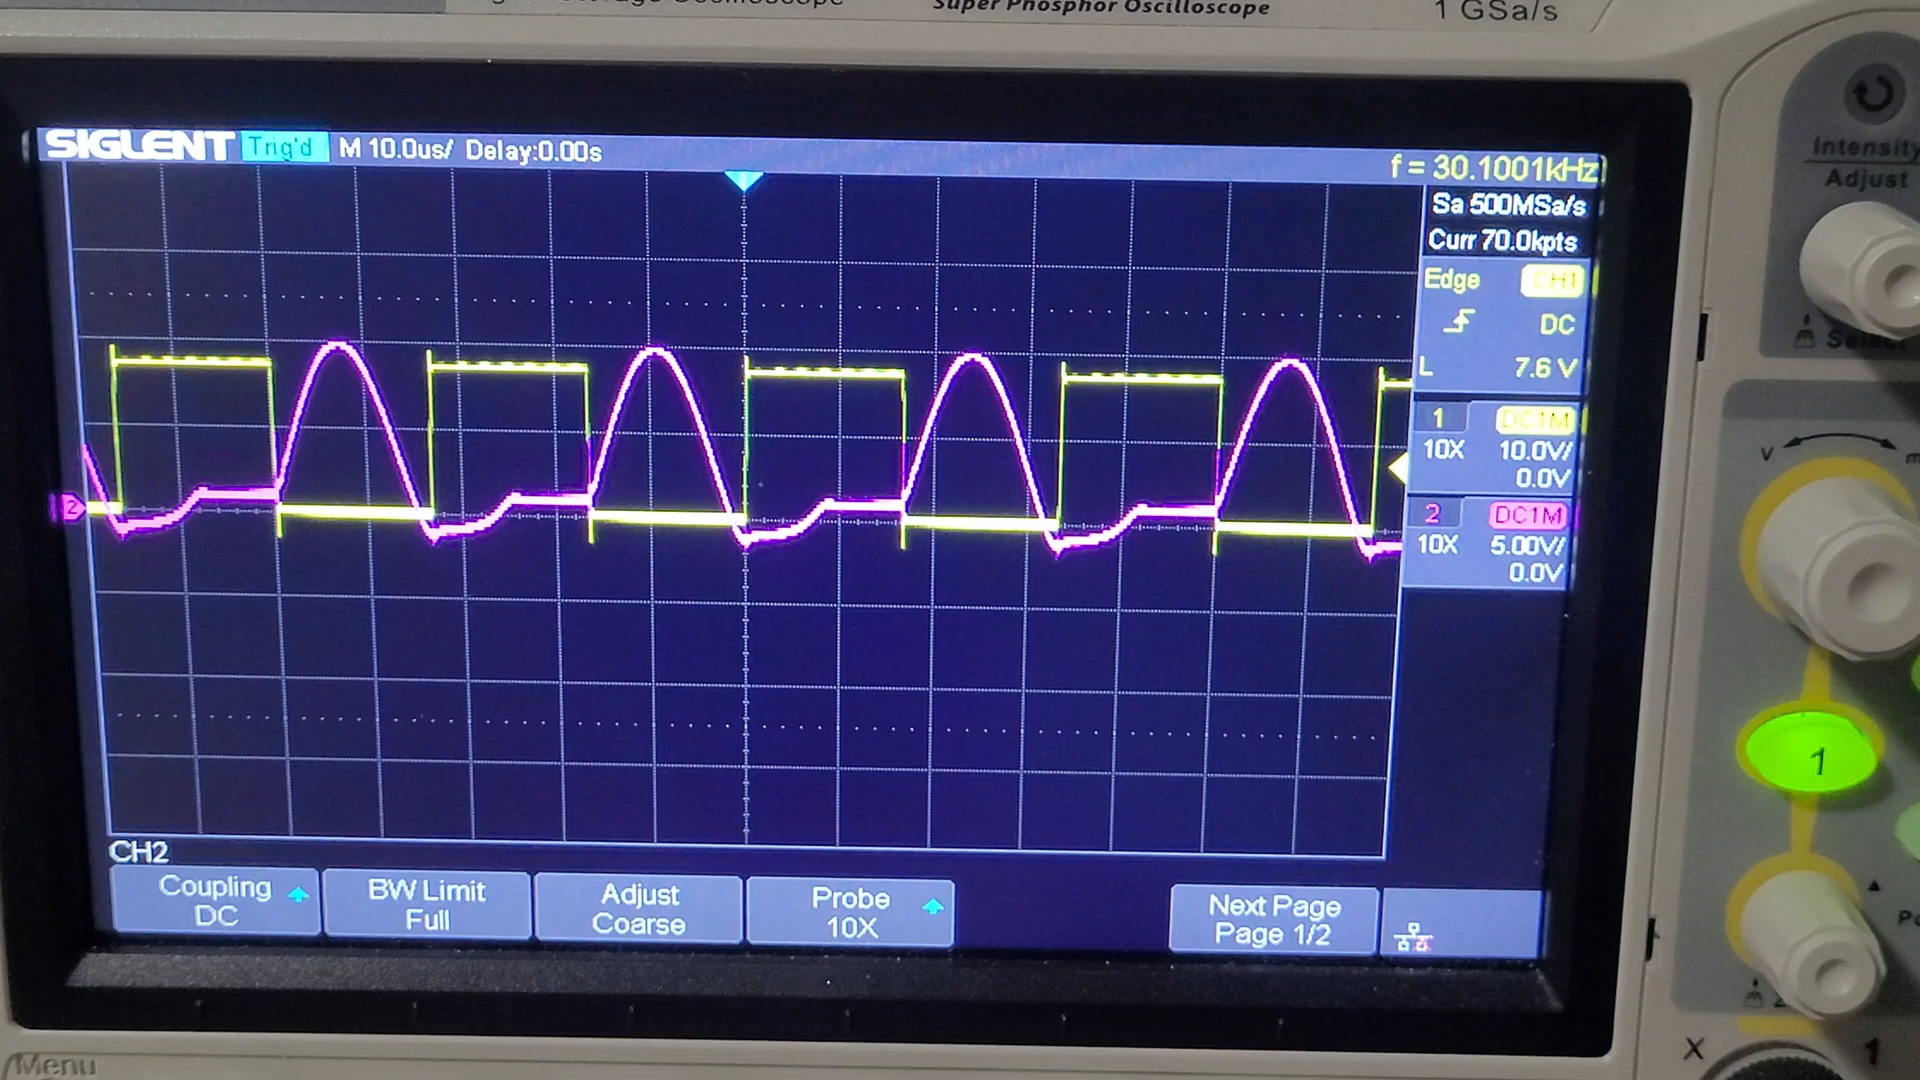 Super Phosphor Oscilloscope
1 GSa/s
SIGLENT Trig'd M 10.0us/ Delay:0.00s
f = 30.1001kHz
Sa 500MSa/s
Curr 70.0kpts
Edge CH1
DC
L 7.6 V
1 DC1M
10X 10.0V/
0.0V
2 DC1M
10X 5.00V/
0.0V
2
CH2
Coupling
DC
BW Limit
Full
Adjust
Coarse
Probe
10X
Next Page
Page 1/2
Intensity
Adjust
Select
V
1
X
1
Menu